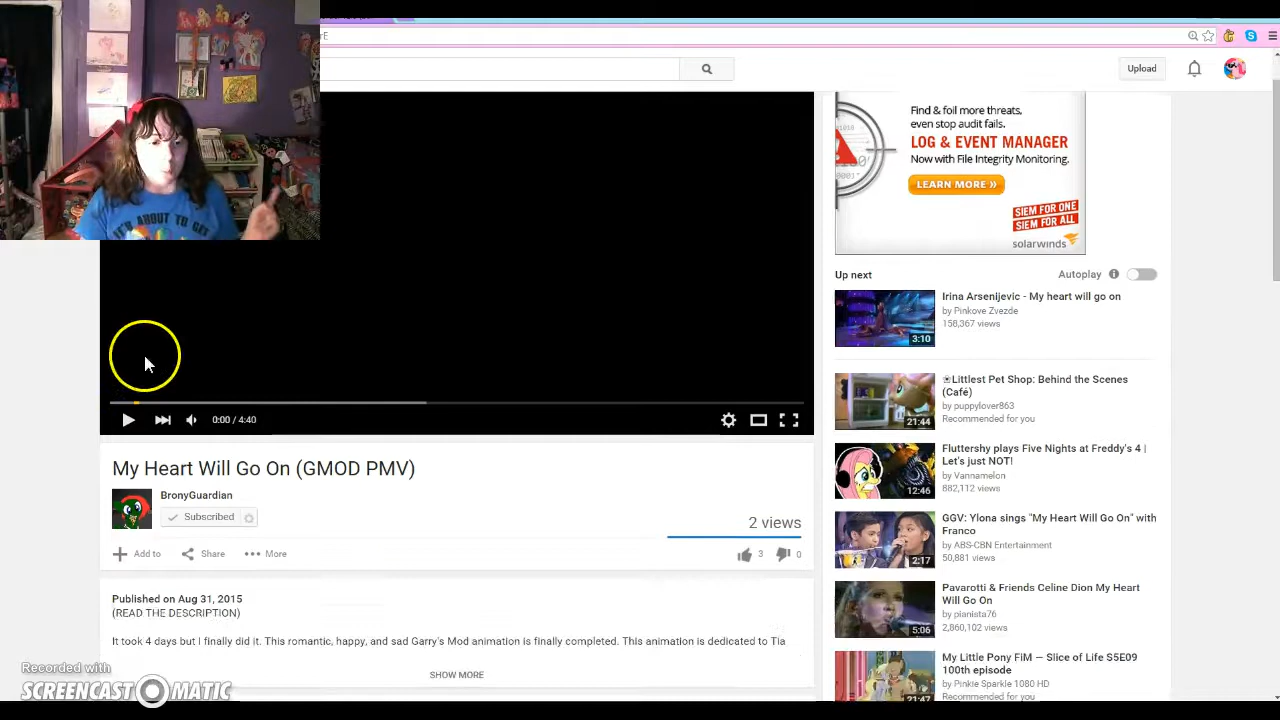 ABOUT TO GET
rE
Upload
Find & foil more threats,
even stop audit fails.
LOG & EVENT MANAGER
Now with File Integrity Monitoring.
LEARN MORE »
SIEM FOR ONE
SIEM FOR ALL
solarwinds
Up next
Autoplay
Irina Arsenijevic - My heart will go on
by Pinkove Zvezde
158,367 views
3:10
❀Littlest Pet Shop: Behind the Scenes
(Café)
by puppylover863
Recommended for you
21:44
Fluttershy plays Five Nights at Freddy's 4 |
Let's just NOT!
by Vannamelon
882,112 views
12:46
GGV: Ylona sings "My Heart Will Go On" with
Franco
by ABS-CBN Entertainment
50,881 views
2:17
Pavarotti & Friends Celine Dion My Heart
Will Go On
by pianista76
2,860,102 views
5:06
My Little Pony FiM — Slice of Life S5E09
100th episode
by Pinkie Sparkle 1080 HD
Recommended for you
21:47
0:00 / 4:40
My Heart Will Go On (GMOD PMV)
BronyGuardian
Subscribed
2 views
Add to
Share
More
3
0
Published on Aug 31, 2015
(READ THE DESCRIPTION)
It took 4 days but I finally did it. This romantic, happy, and sad Garry's Mod animation is finally completed. This animation is dedicated to Tia
SHOW MORE
Recorded with
SCREENCAST-O-MATIC